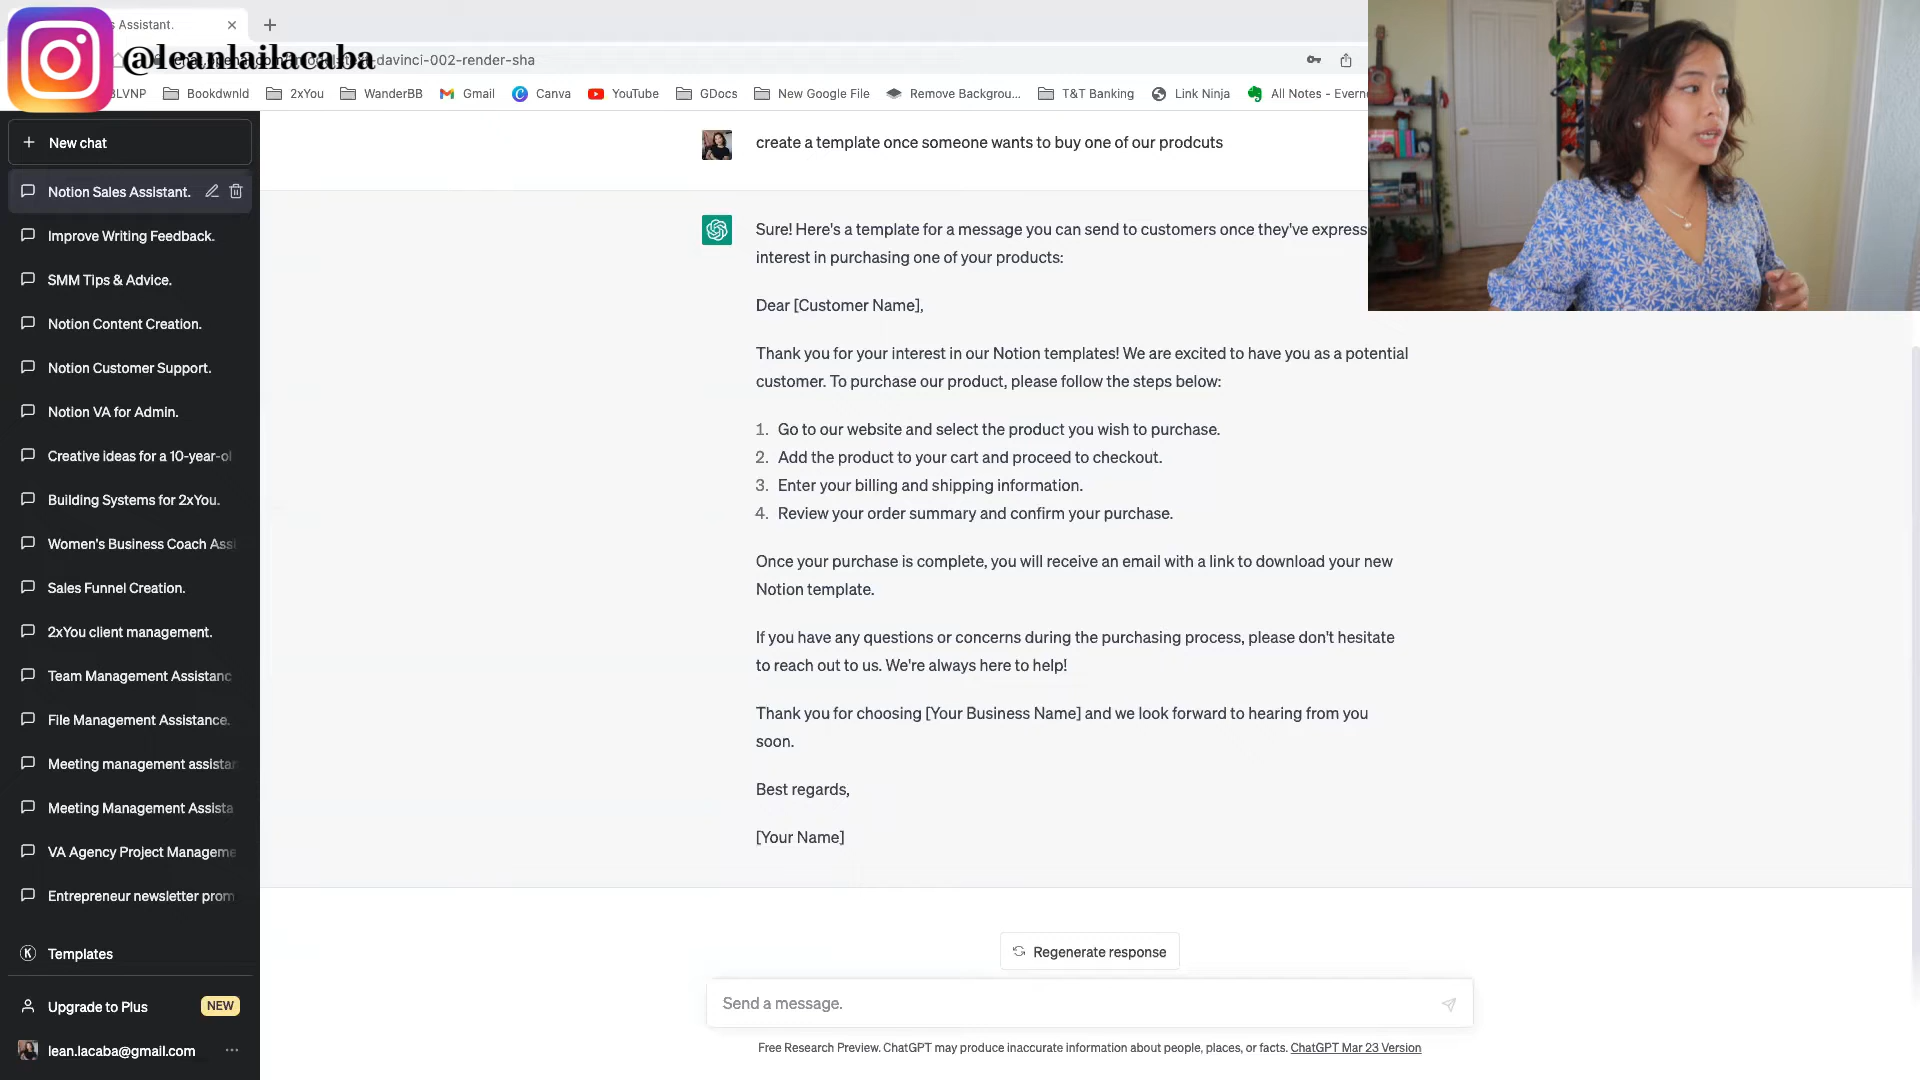 s Assistant.
@leanlailacaba
-davinci-002-render-sha
BLVNP
Bookdwnld
2xYou
WanderBB
Gmail
Canva
YouTube
GDocs
New Google File
Remove Backgrou...
T&T Banking
Link Ninja
All Notes - Evern
New chat
Notion Sales Assistant.
Improve Writing Feedback.
SMM Tips & Advice.
Notion Content Creation.
Notion Customer Support.
Notion VA for Admin.
Creative ideas for a 10-year-ol
Building Systems for 2xYou.
Women's Business Coach Assi
Sales Funnel Creation.
2xYou client management.
Team Management Assistanc
File Management Assistance.
Meeting management assistan
Meeting Management Assista
VA Agency Project Manageme
Entrepreneur newsletter prom
Templates
Upgrade to Plus
NEW
lean.lacaba@gmail.com
create a template once someone wants to buy one of our prodcuts
Sure! Here's a template for a message you can send to customers once they've express
interest in purchasing one of your products:
Dear [Customer Name],
Thank you for your interest in our Notion templates! We are excited to have you as a potential
customer. To purchase our product, please follow the steps below:
1. Go to our website and select the product you wish to purchase.
2. Add the product to your cart and proceed to checkout.
3. Enter your billing and shipping information.
4. Review your order summary and confirm your purchase.
Once your purchase is complete, you will receive an email with a link to download your new
Notion template.
If you have any questions or concerns during the purchasing process, please don't hesitate
to reach out to us. We're always here to help!
Thank you for choosing [Your Business Name] and we look forward to hearing from you
soon.
Best regards,
[Your Name]
Regenerate response
Send a message.
Free Research Preview. ChatGPT may produce inaccurate information about people, places, or facts. ChatGPT Mar 23 Version